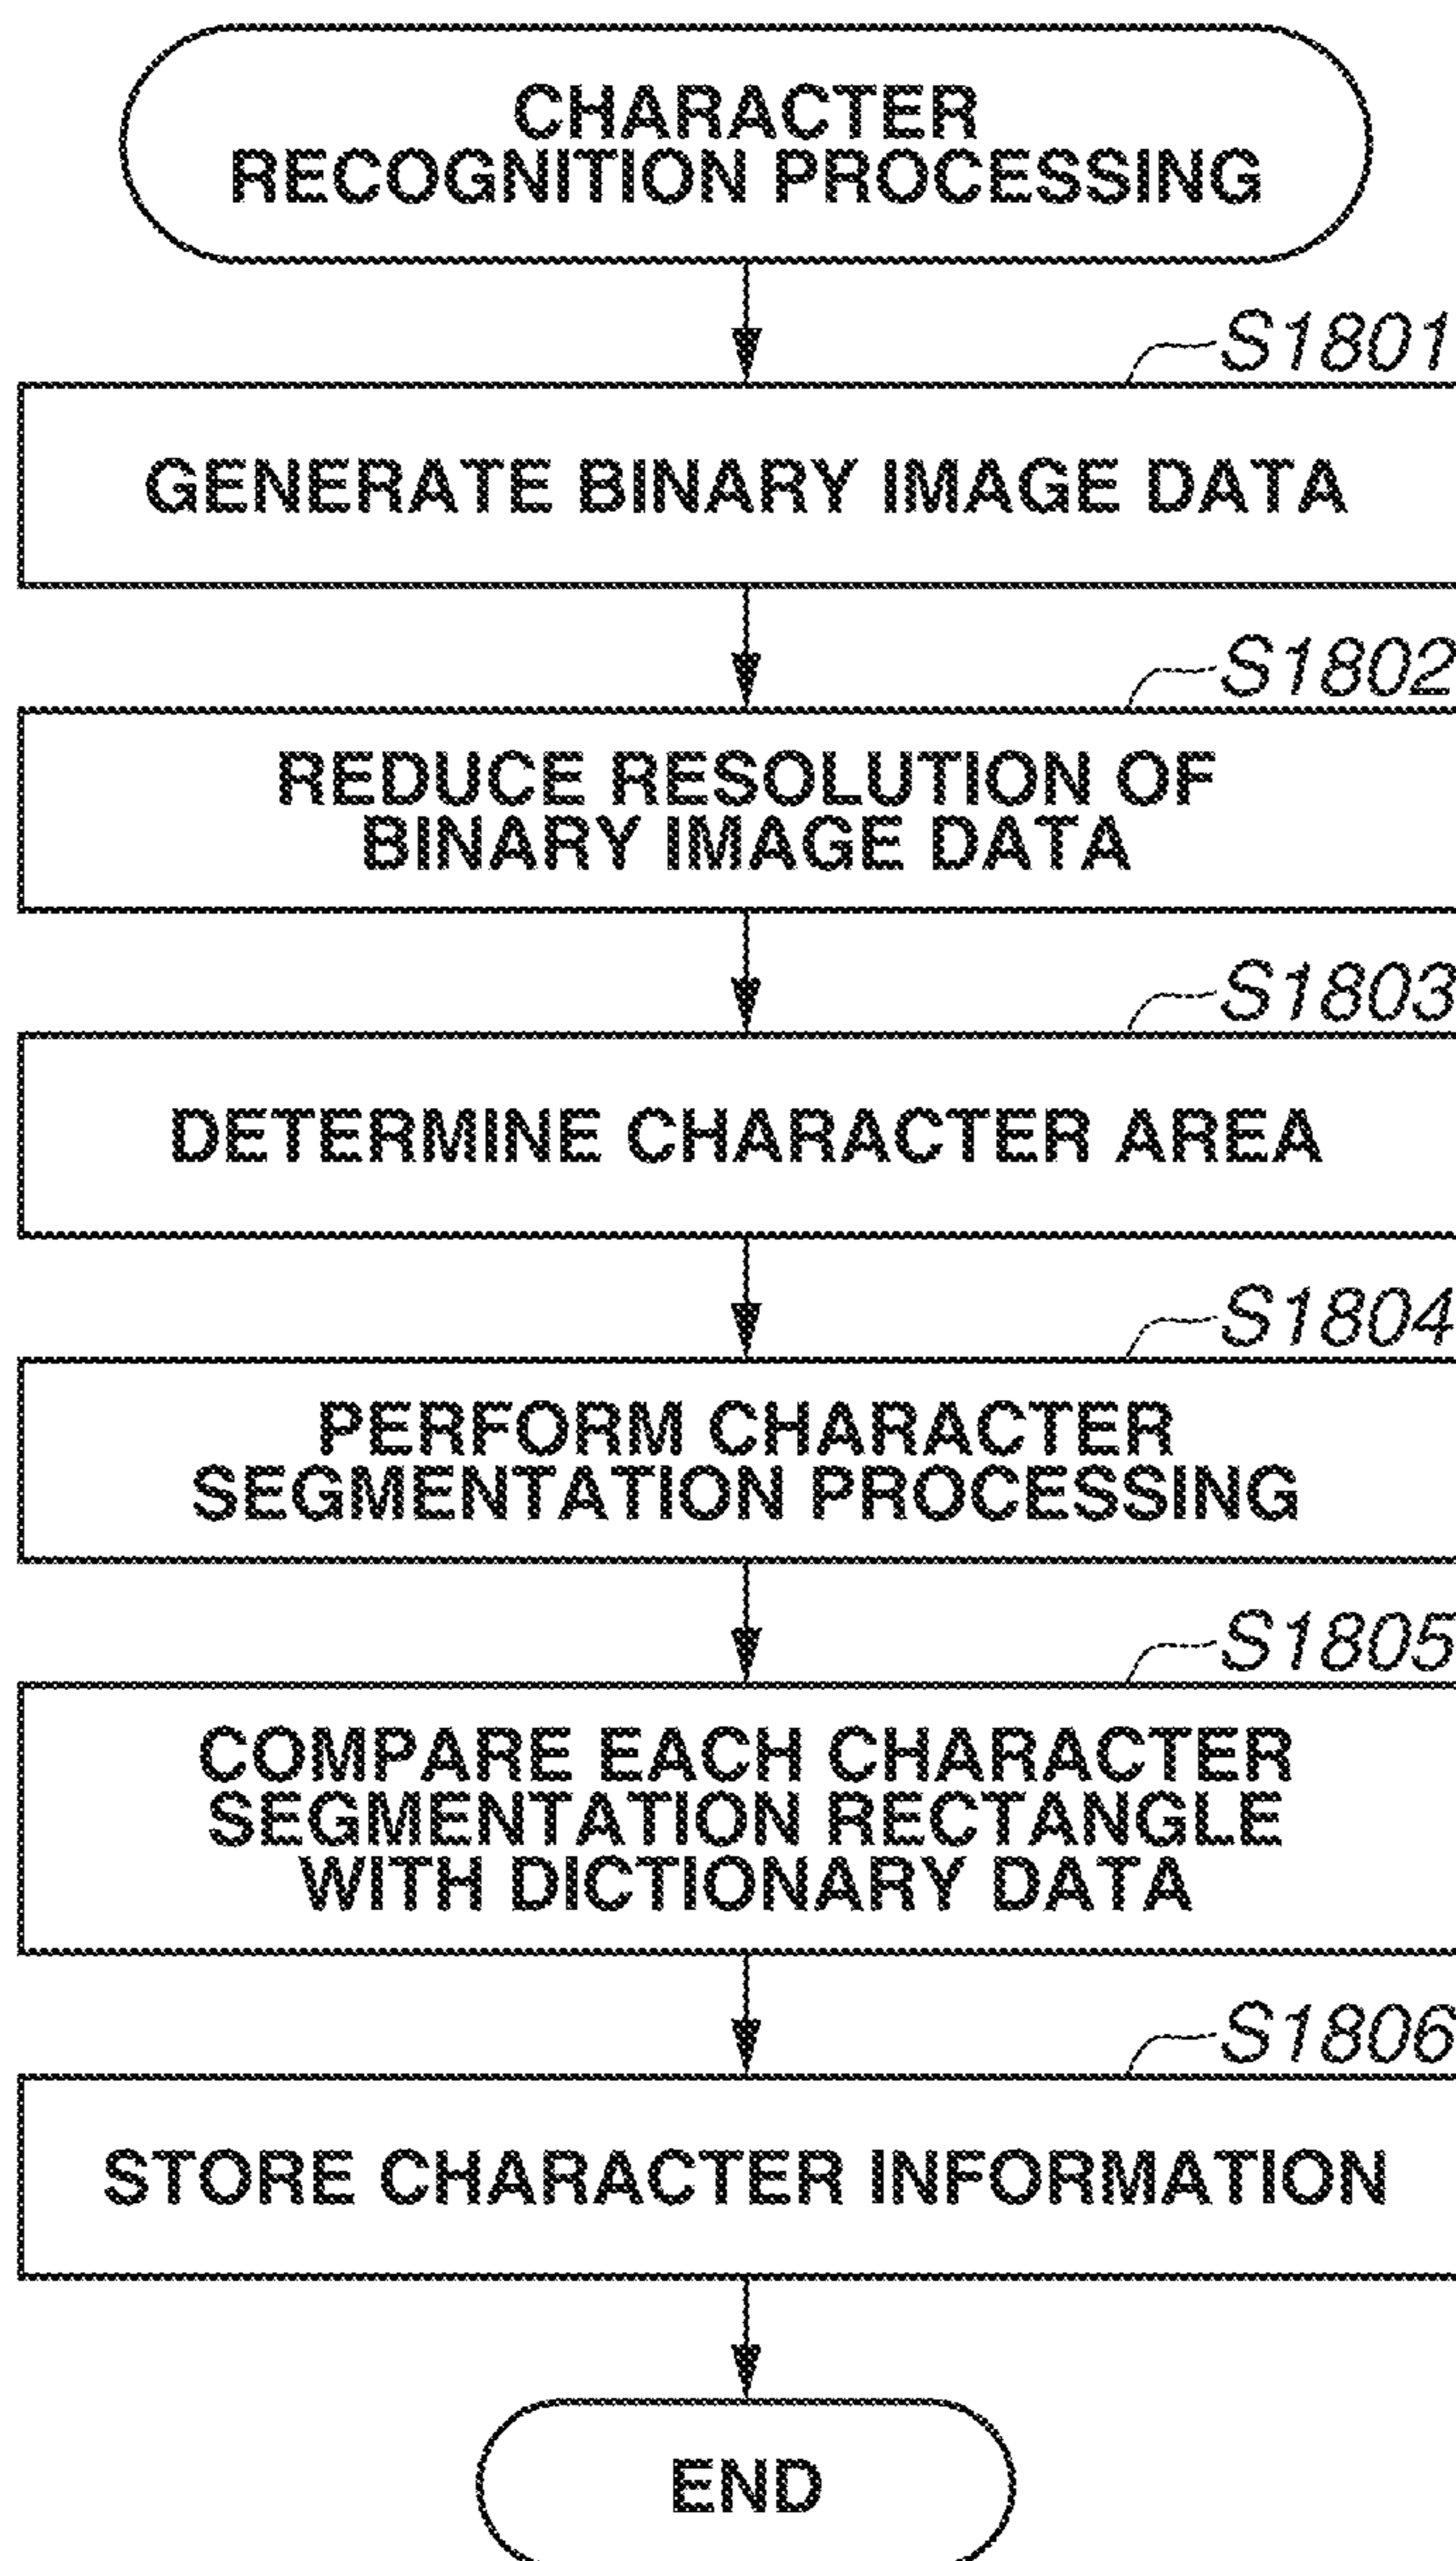 CHARACTER
RECOGNITION PROCESSING
S1801
GENERATE BINARY IMAGE DATA
S1802
REDUCE RESOLUTION OF
BINARY IMAGE DATA
S1803
DETERMINE CHARACTER AREA
S1804
PERFORM CHARACTER
SEGMENTATION PROCESSING
S1805
COMPARE EACH CHARACTER
SEGMENTATION RECTANGLE
WITH DICTIONARY DATA
S1806
STORE CHARACTER INFORMATION
END